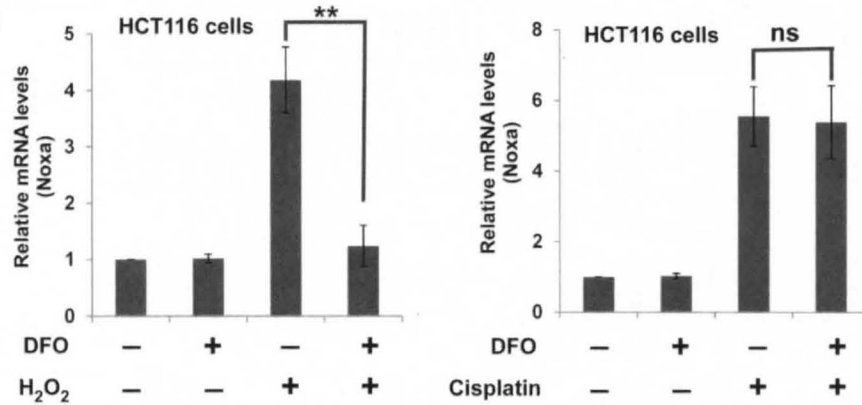 HCT116 cells
**
Relative mRNA levels
(Noxa)
5
4
3
2
1
0
DFO − + − +
H₂O₂ − − + +
HCT116 cells
ns
Relative mRNA levels
(Noxa)
8
6
4
2
0
DFO − + − +
Cisplatin − − + +